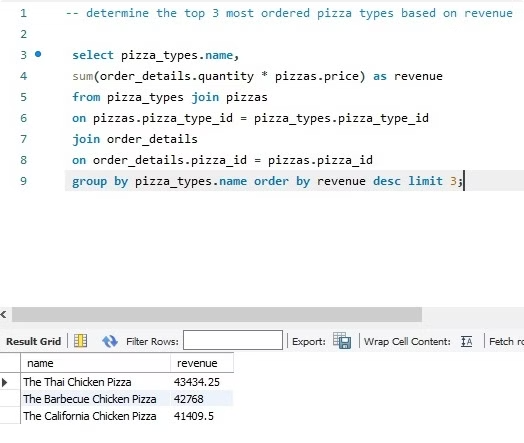 1 -- determine the top 3 most ordered pizza types based on revenue
2
3 select pizza_types.name,
4 sum(order_details.quantity * pizzas.price) as revenue
5 from pizza_types join pizzas
6 on pizzas.pizza_type_id = pizza_types.pizza_type_id
7 join order_details
8 on order_details.pizza_id = pizzas.pizza_id
9 group by pizza_types.name order by revenue desc limit 3;
Result Grid Filter Rows: Export: Wrap Cell Content: IA Fetch ro
name revenue
The Thai Chicken Pizza 43434.25
The Barbecue Chicken Pizza 42768
The California Chicken Pizza 41409.5